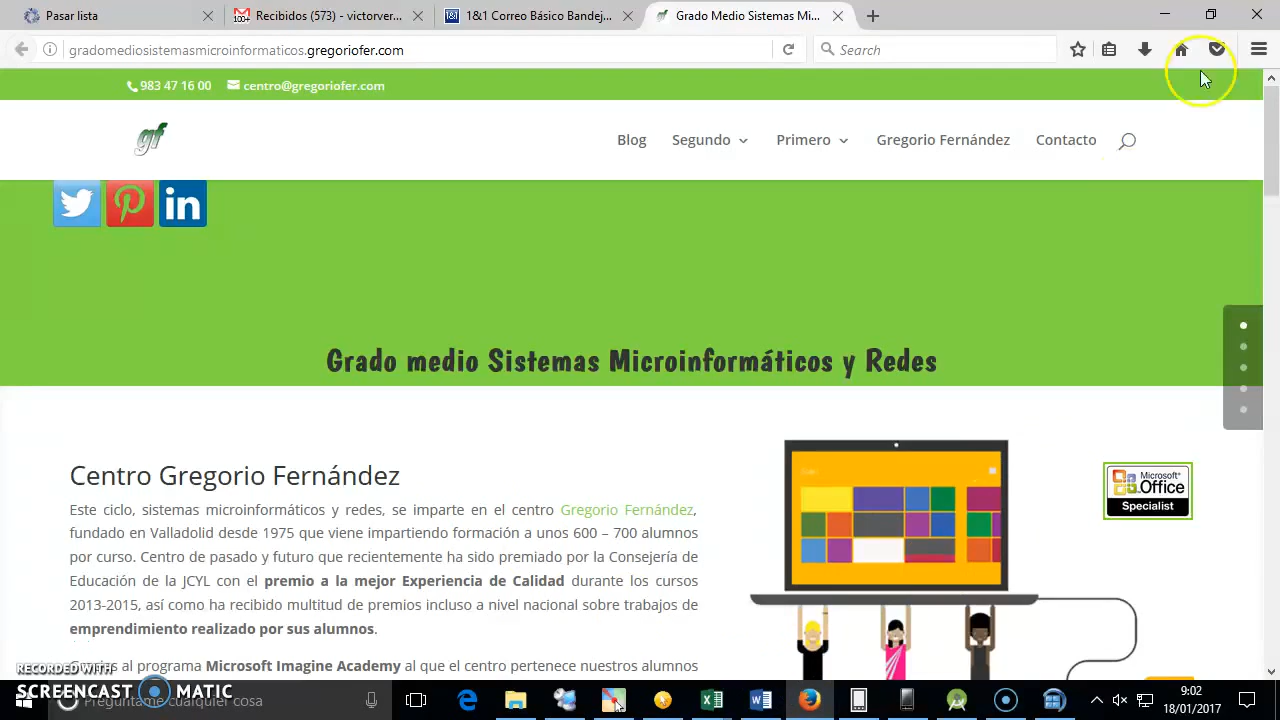 Pasar lista
Recibidos (573) - victorver...
1&1 Correo Básico Bandej...
Grado Medio Sistemas Mi...
gradomediosistemasmicroinformaticos.gregoriofer.com
Search
983 47 16 00
centro@gregoriofer.com
gf
Blog
Segundo
Primero
Gregorio Fernández
Contacto
Grado medio Sistemas Microinformáticos y Redes
Centro Gregorio Fernández
Este ciclo, sistemas microinformáticos y redes, se imparte en el centro Gregorio Fernández,
fundado en Valladolid desde 1975 que viene impartiendo formación a unos 600 – 700 alumnos
por curso. Centro de pasado y futuro que recientemente ha sido premiado por la Consejería de
Educación de la JCYL con el premio a la mejor Experiencia de Calidad durante los cursos
2013-2015, así como ha recibido multitud de premios incluso a nivel nacional sobre trabajos de
emprendimiento realizado por sus alumnos.
al programa Microsoft Imagine Academy al que el centro pertenece nuestros alumnos
Microsoft
Office
Specialist
RECORDED WITH
SCREENCAST MATIC
Pregúntame cualquier cosa
9:02
18/01/2017